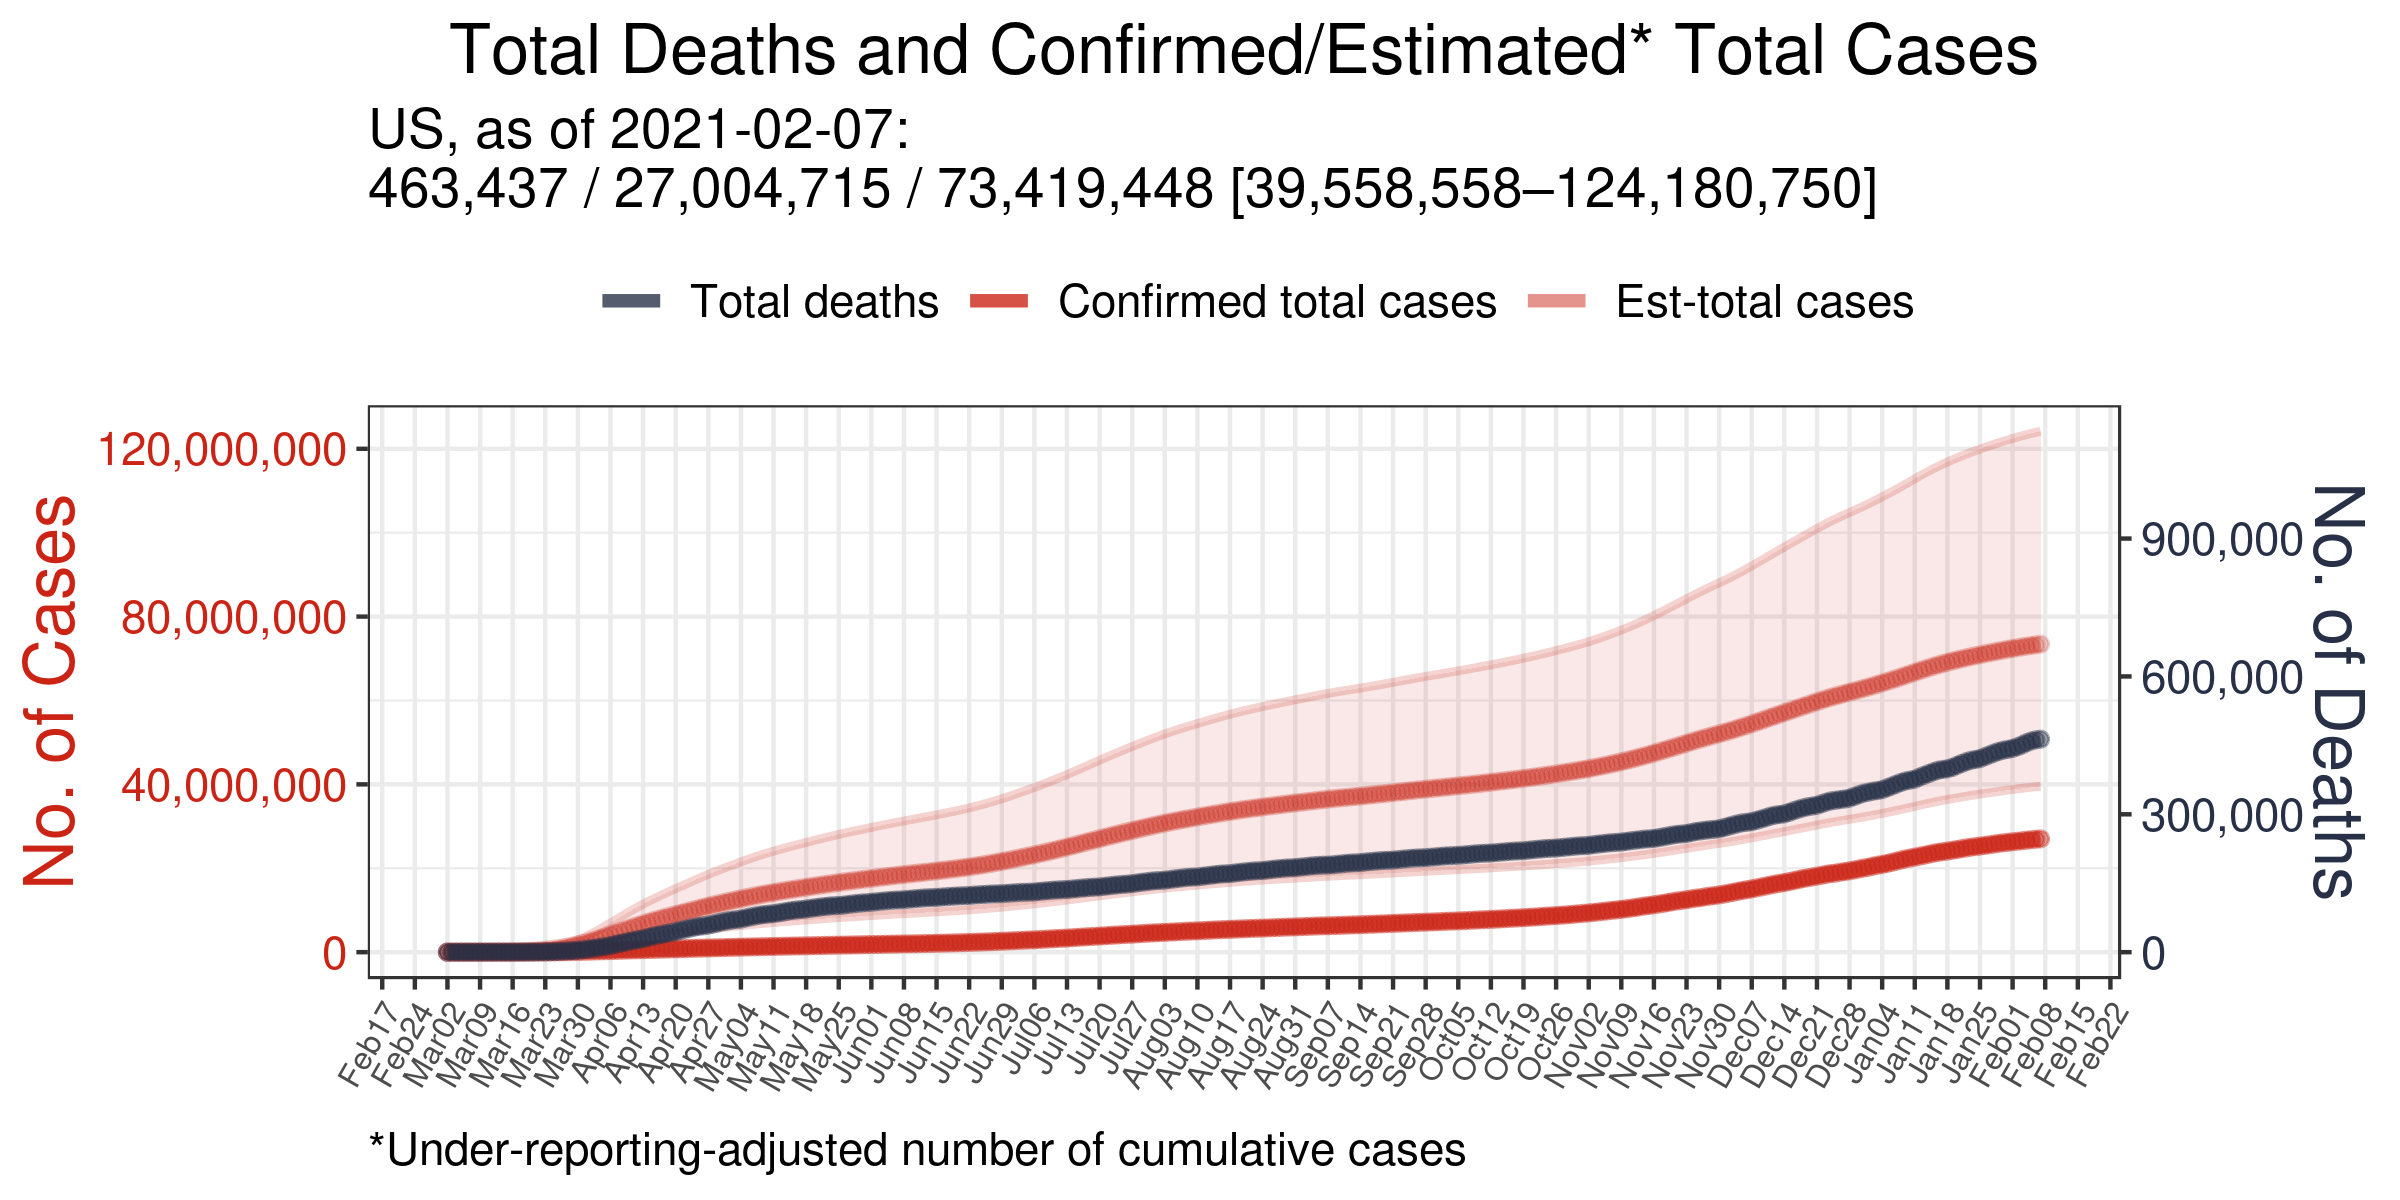 Total Deaths and Confirmed/Estimated* Total Cases
US, as of 2021-02-07:
463,437 / 27,004,715 / 73,419,448 [39,558,558–124,180,750]
Total deaths
Confirmed total cases
Est-total cases
No. of Cases
120,000,000
80,000,000
40,000,000
0
900,000
600,000
300,000
0
No. of Deaths
Feb17
Feb24
Mar02
Mar09
Mar16
Mar23
Mar30
Apr06
Apr13
Apr20
Apr27
May04
May11
May18
May25
Jun01
Jun08
Jun15
Jun22
Jun29
Jul06
Jul13
Jul20
Jul27
Aug03
Aug10
Aug17
Aug24
Aug31
Sep07
Sep14
Sep21
Sep28
Oct05
Oct12
Oct19
Oct26
Nov02
Nov09
Nov16
Nov23
Nov30
Dec07
Dec14
Dec21
Dec28
Jan04
Jan11
Jan18
Jan25
Feb01
Feb08
Feb15
Feb22
*Under-reporting-adjusted number of cumulative cases